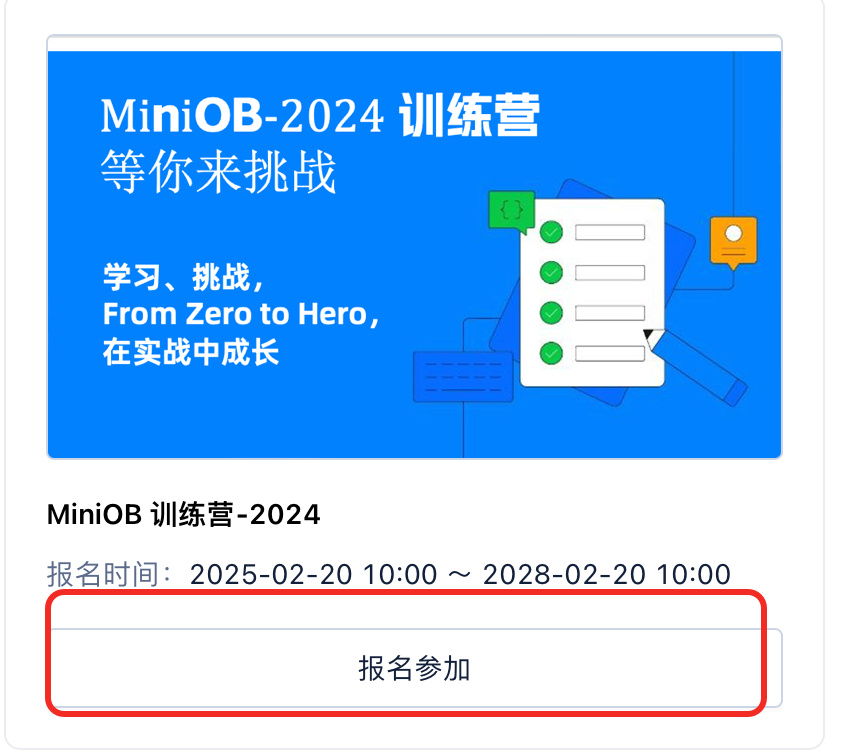 MiniOB-2024 训练营
等你来挑战
学习、挑战，
From Zero to Hero，
在实战中成长
{ }
MiniOB 训练营-2024
报名时间：2025-02-20 10:00 ～ 2028-02-20 10:00
报名参加